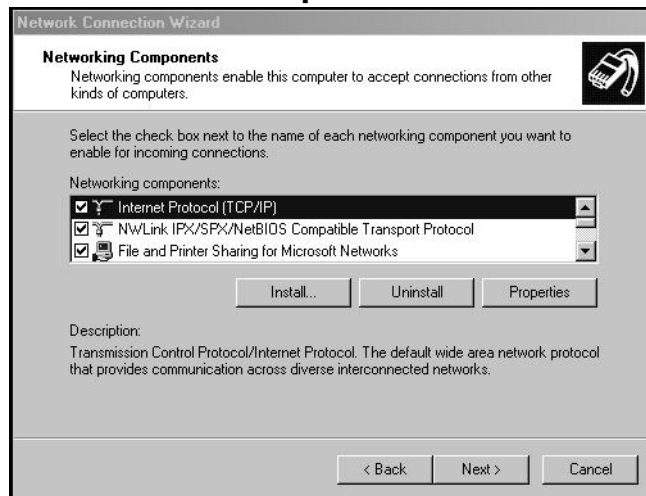 Network Connection Wizard
Networking Components
Networking components enable this computer to accept connections from other
kinds of computers.
Select the check box next to the name of each networking component you want to
enable for incoming connections.
Networking components:
Internet Protocol (TCP/IP)
NWLink IPX/SPX/NetBIOS Compatible Transport Protocol
File and Printer Sharing for Microsoft Networks
Install...
Uninstall
Properties
Description:
Transmission Control Protocol/Internet Protocol. The default wide area network protocol
that provides communication across diverse interconnected networks.
< Back
Next >
Cancel